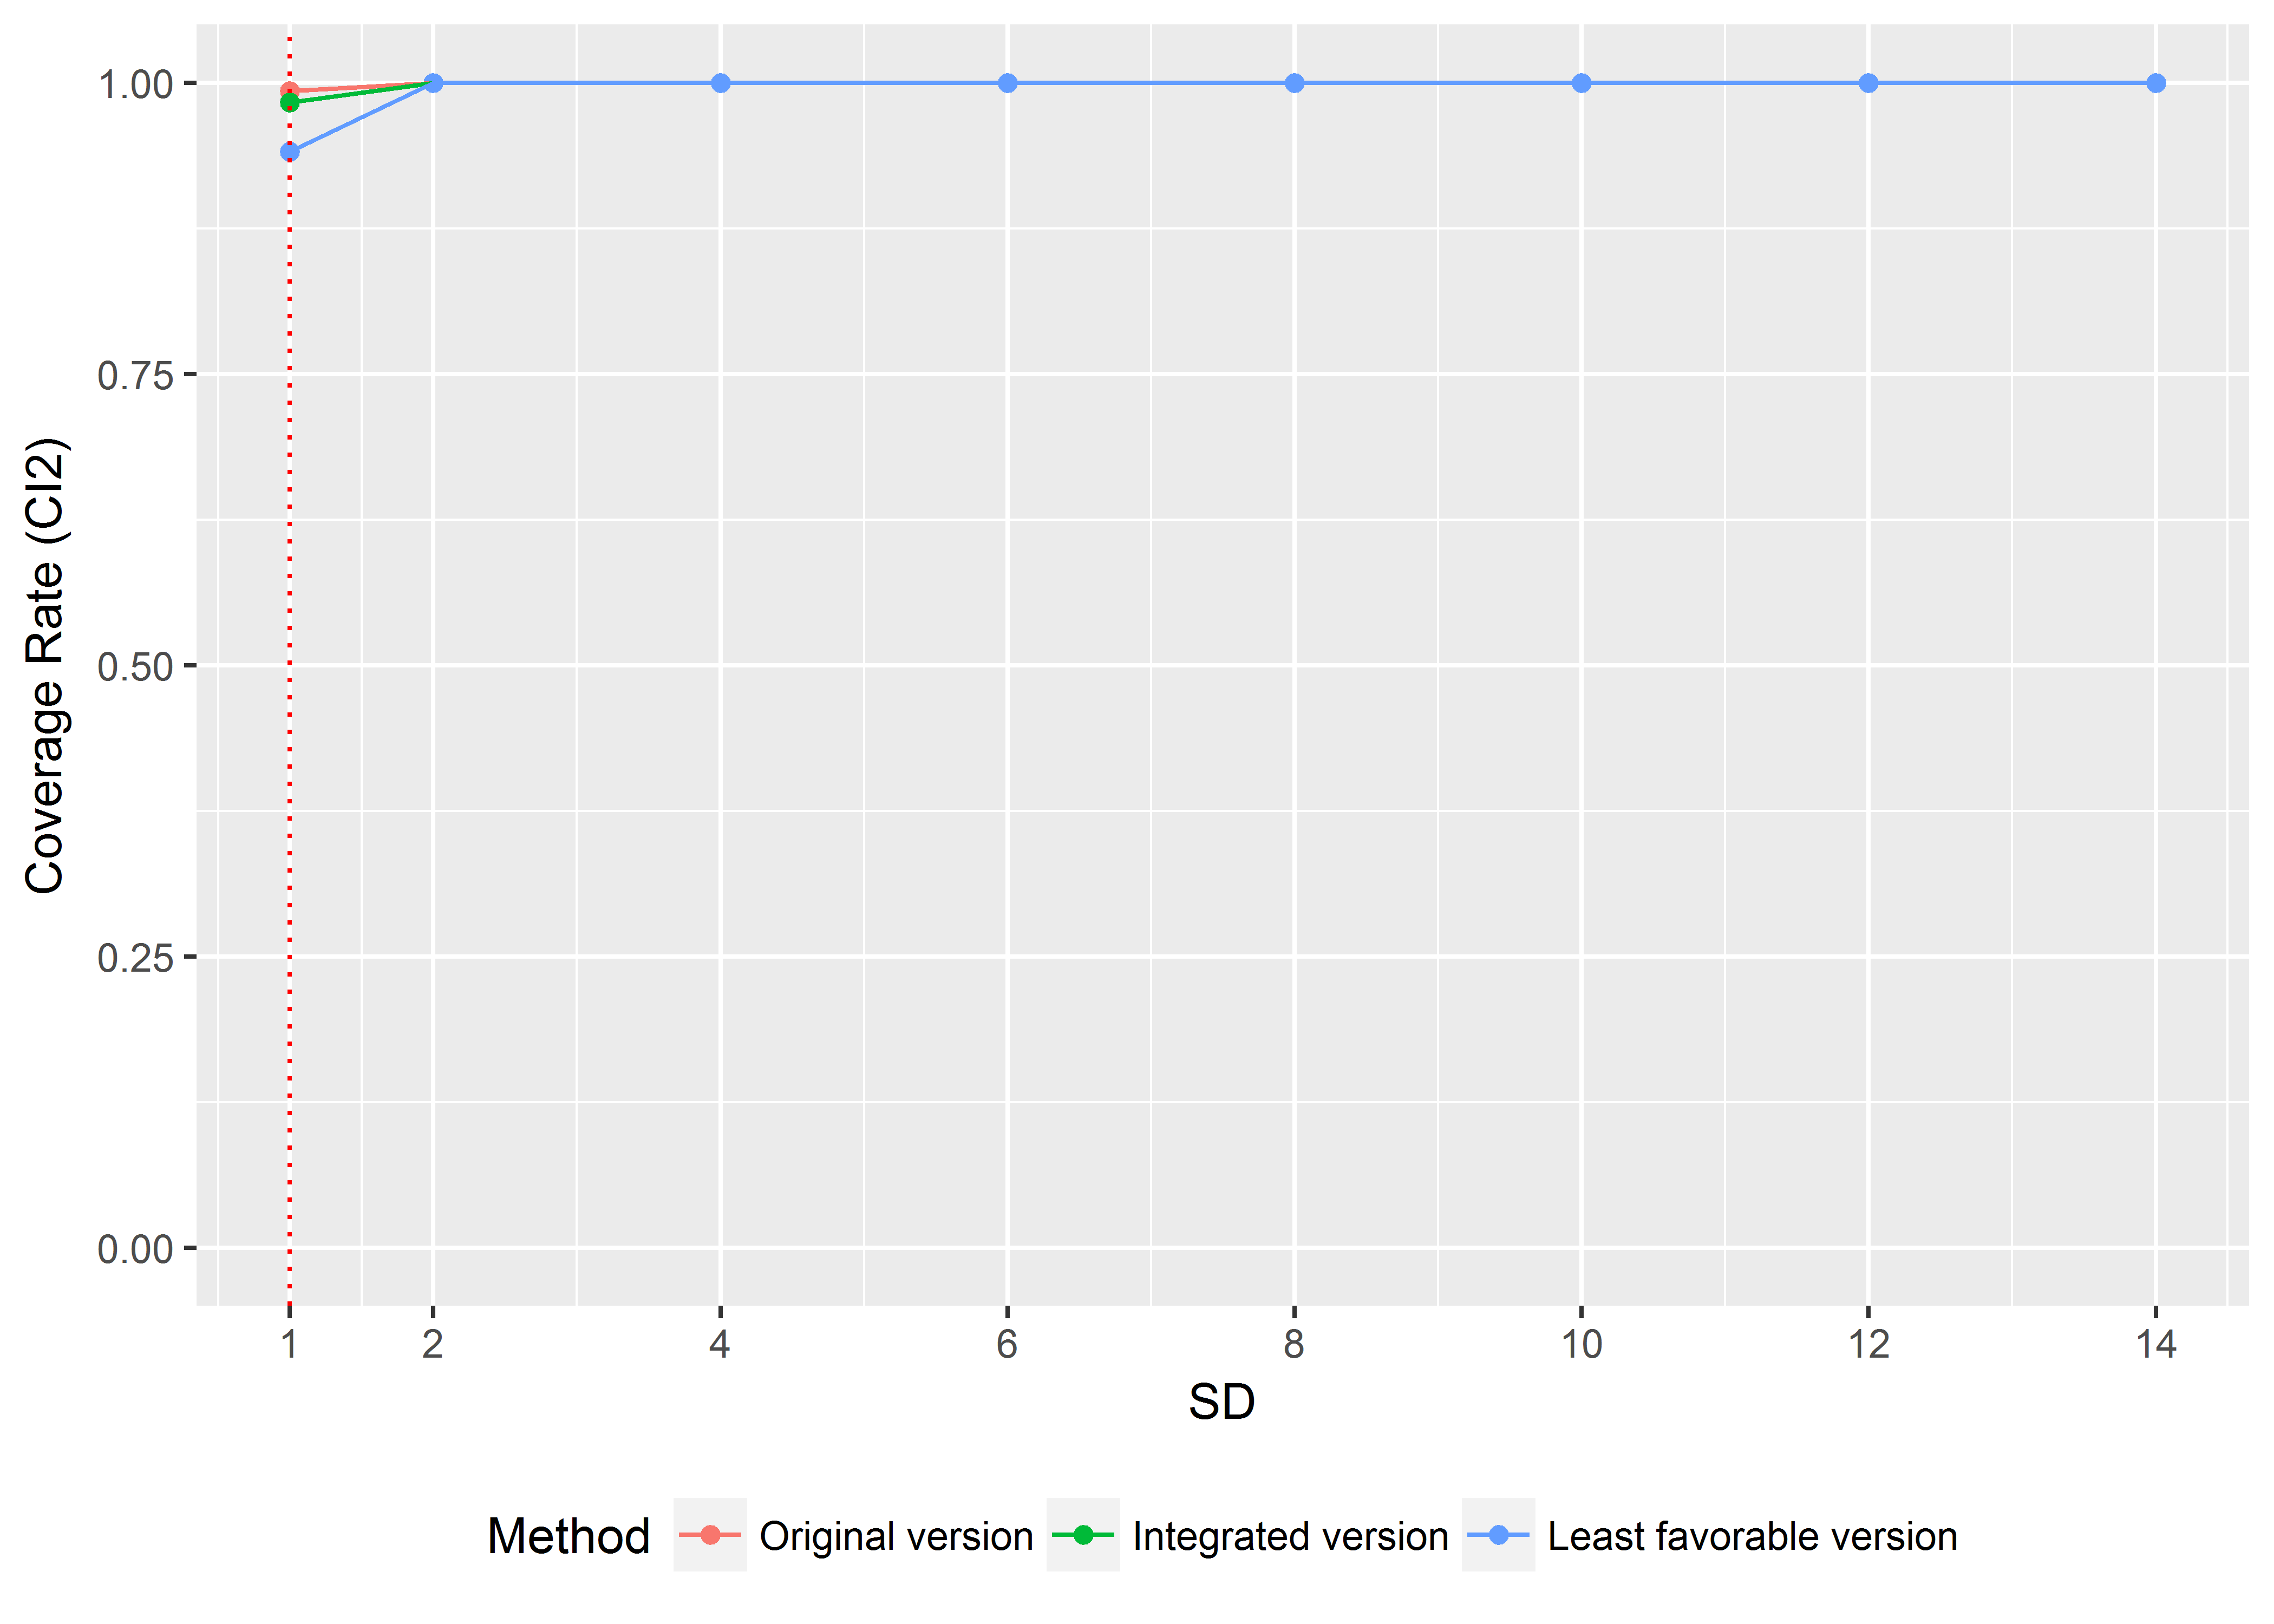 Coverage Rate (CI2)
1.00
0.75
0.50
0.25
0.00
1 2 4 6 8 10 12 14
SD
Method Original version Integrated version Least favorable version